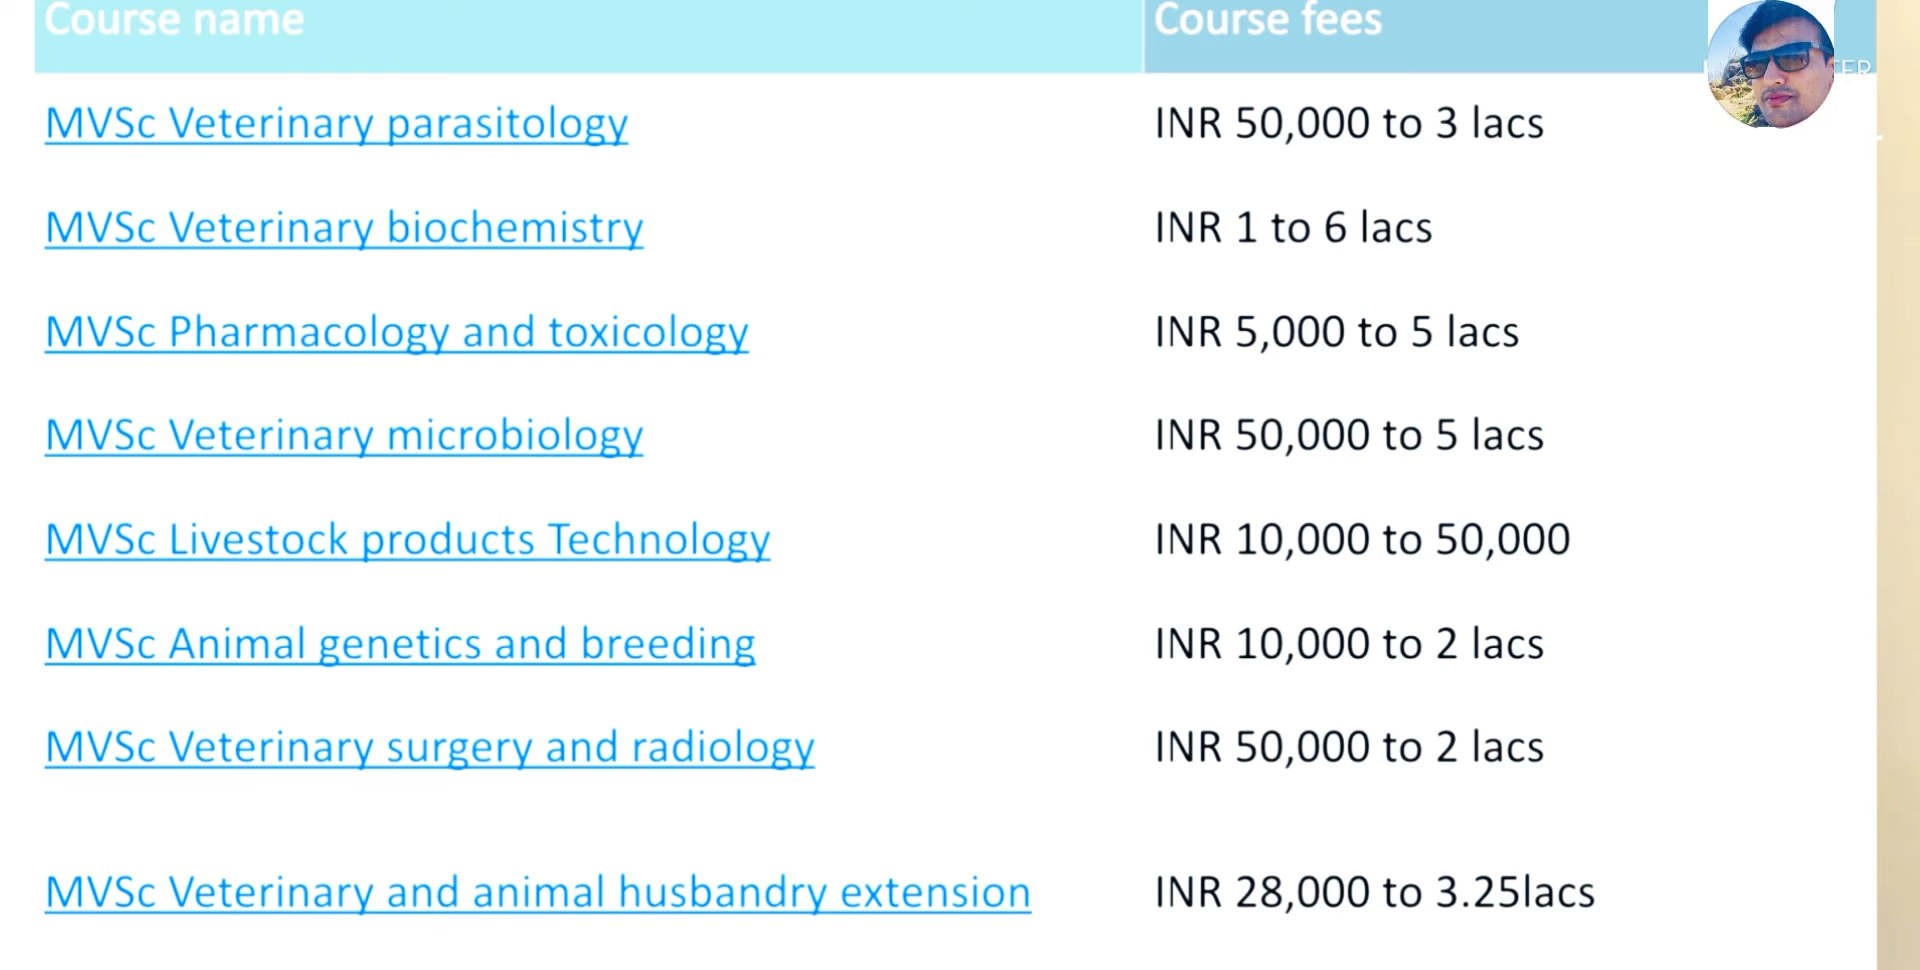 Course name Course fees
MVSc Veterinary parasitology INR 50,000 to 3 lacs
MVSc Veterinary biochemistry INR 1 to 6 lacs
MVSc Pharmacology and toxicology INR 5,000 to 5 lacs
MVSc Veterinary microbiology INR 50,000 to 5 lacs
MVSc Livestock products Technology INR 10,000 to 50,000
MVSc Animal genetics and breeding INR 10,000 to 2 lacs
MVSc Veterinary surgery and radiology INR 50,000 to 2 lacs
MVSc Veterinary and animal husbandry extension INR 28,000 to 3.25lacs